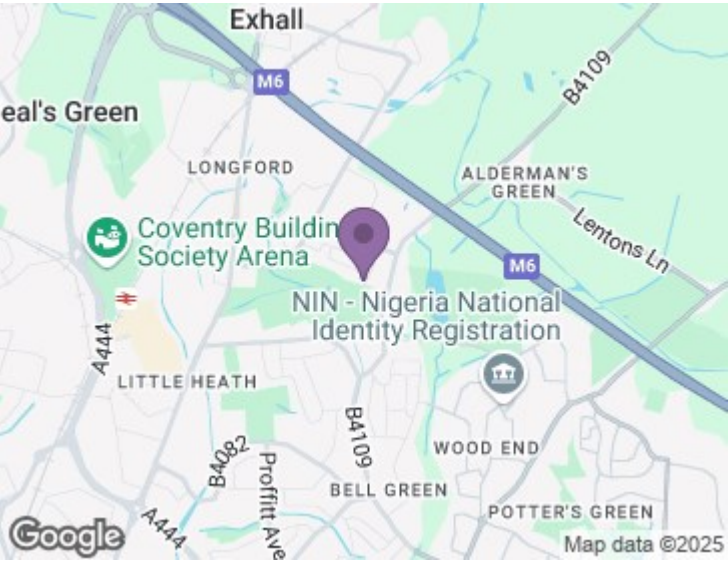 Exhall
M6
B4109
eal's Green
LONGFORD
ALDERMAN'S
GREEN
Lentons Ln
Coventry Buildin
Society Arena
M6
NIN - Nigeria National
Identity Registration
A444
LITTLE HEATH
B4109
B4082
Proffitt Ave
WOOD END
BELL GREEN
POTTER'S GREEN
A444
Google
Map data ©2025